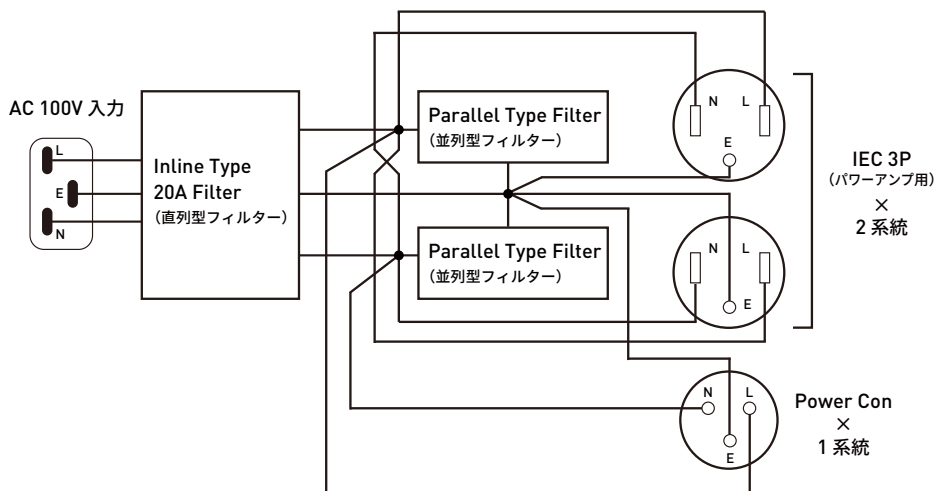 AC 100V 入力
L
E
N
Inline Type
20A Filter
(直列型フィルター)
Parallel Type Filter
(並列型フィルター)
Parallel Type Filter
(並列型フィルター)
N L
E
N L
E
IEC 3P
(パワーアンプ用)
×
2 系統
N L
E
Power Con
×
1 系統